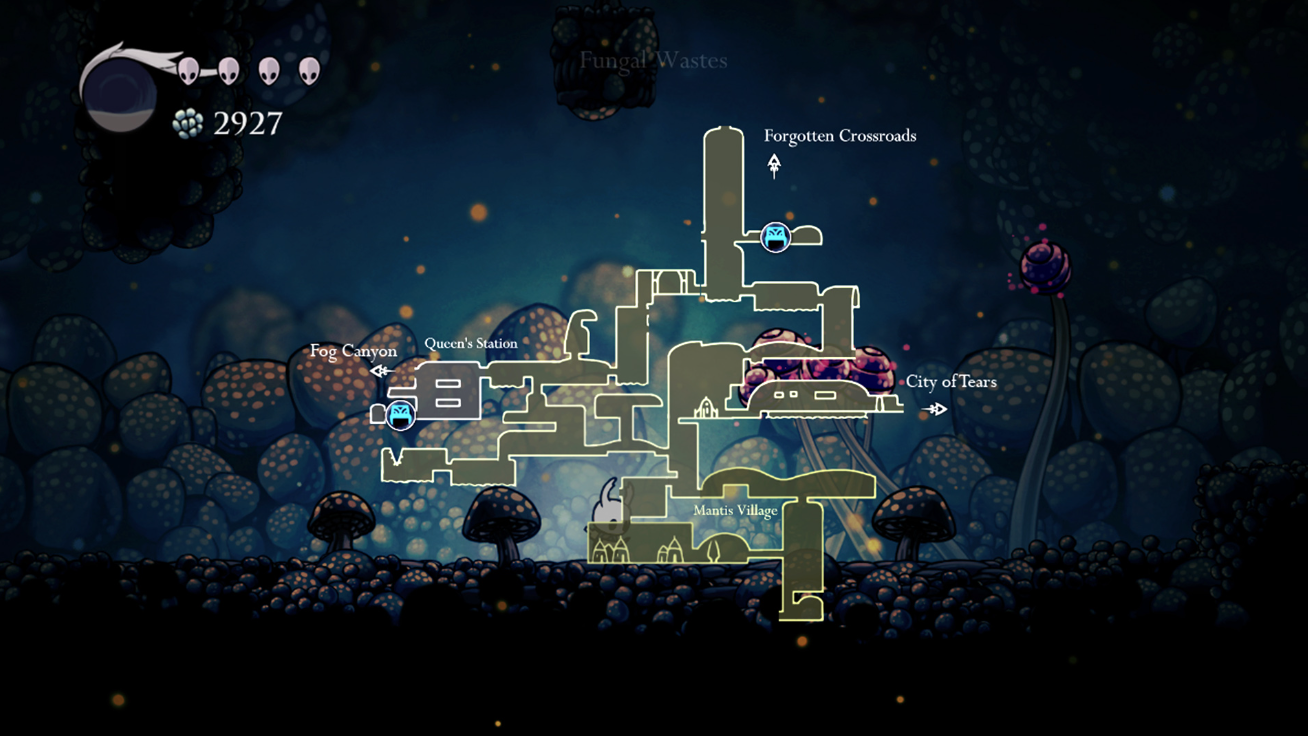 Fungal Wastes
2927
Forgotten Crossroads
Queen's Station
Fog Canyon
City of Tears
Mantis Village